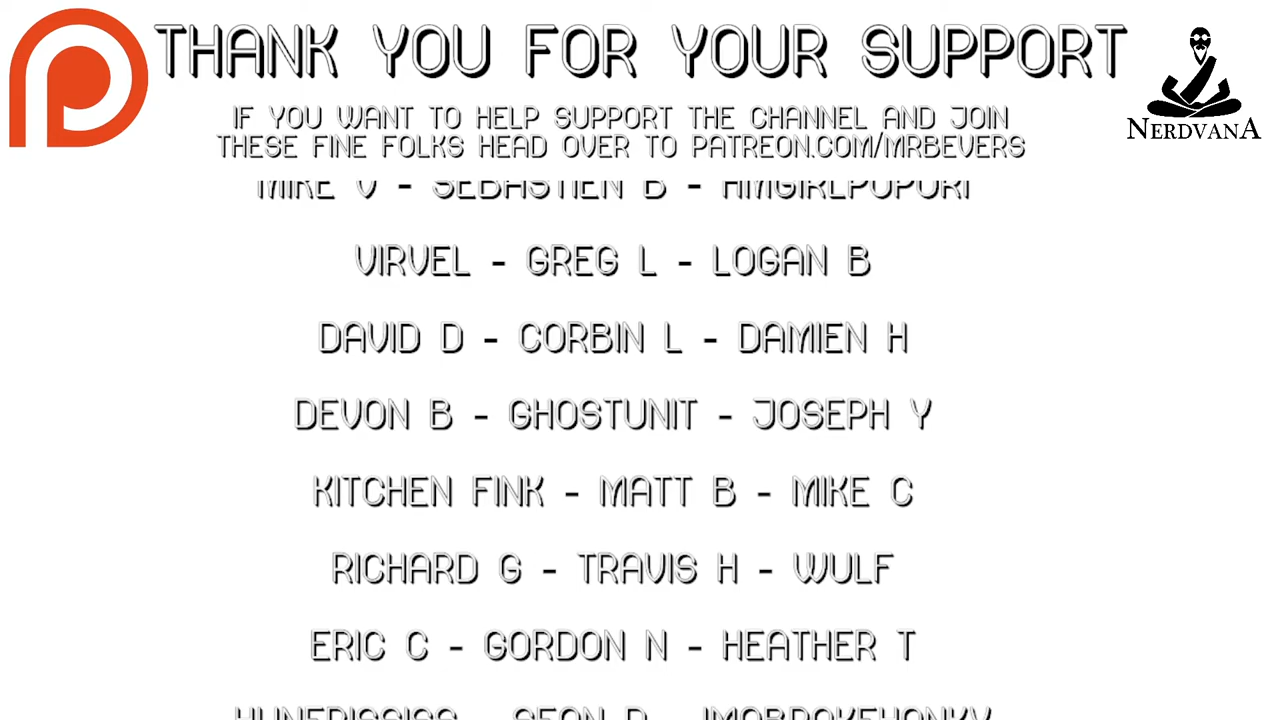 THANK YOU FOR YOUR SUPPORT
IF YOU WANT TO HELP SUPPORT THE CHANNEL AND JOIN
THESE FINE FOLKS HEAD OVER TO PATREON.COM/MRBEVERS
NERDVANA
MIKE V - SEBASTIEN B -
VIRVEL - GREG L - LOGAN B
DAVID D - CORBIN L - DAMIEN H
DEVON B - GHOSTUNIT - JOSEPH Y
KITCHEN FINK - MATT B - MIKE C
RICHARD G - TRAVIS H - WULF
ERIC C - GORDON N - HEATHER T